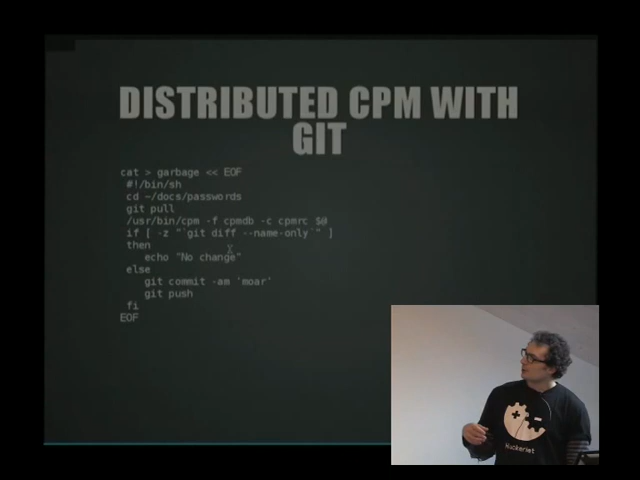 DISTRIBUTED CPM WITH
GIT
cat > garbage << EOF
#!/bin/sh
cd ~/docs/passwords
git pull
/usr/bin/cpm -f cpmdb -c cpmrc $@
if [ -z "`git diff --name-only`" ]
then
echo "No change"
else
git commit -am 'moar'
git push
fi
EOF
Hackeriet